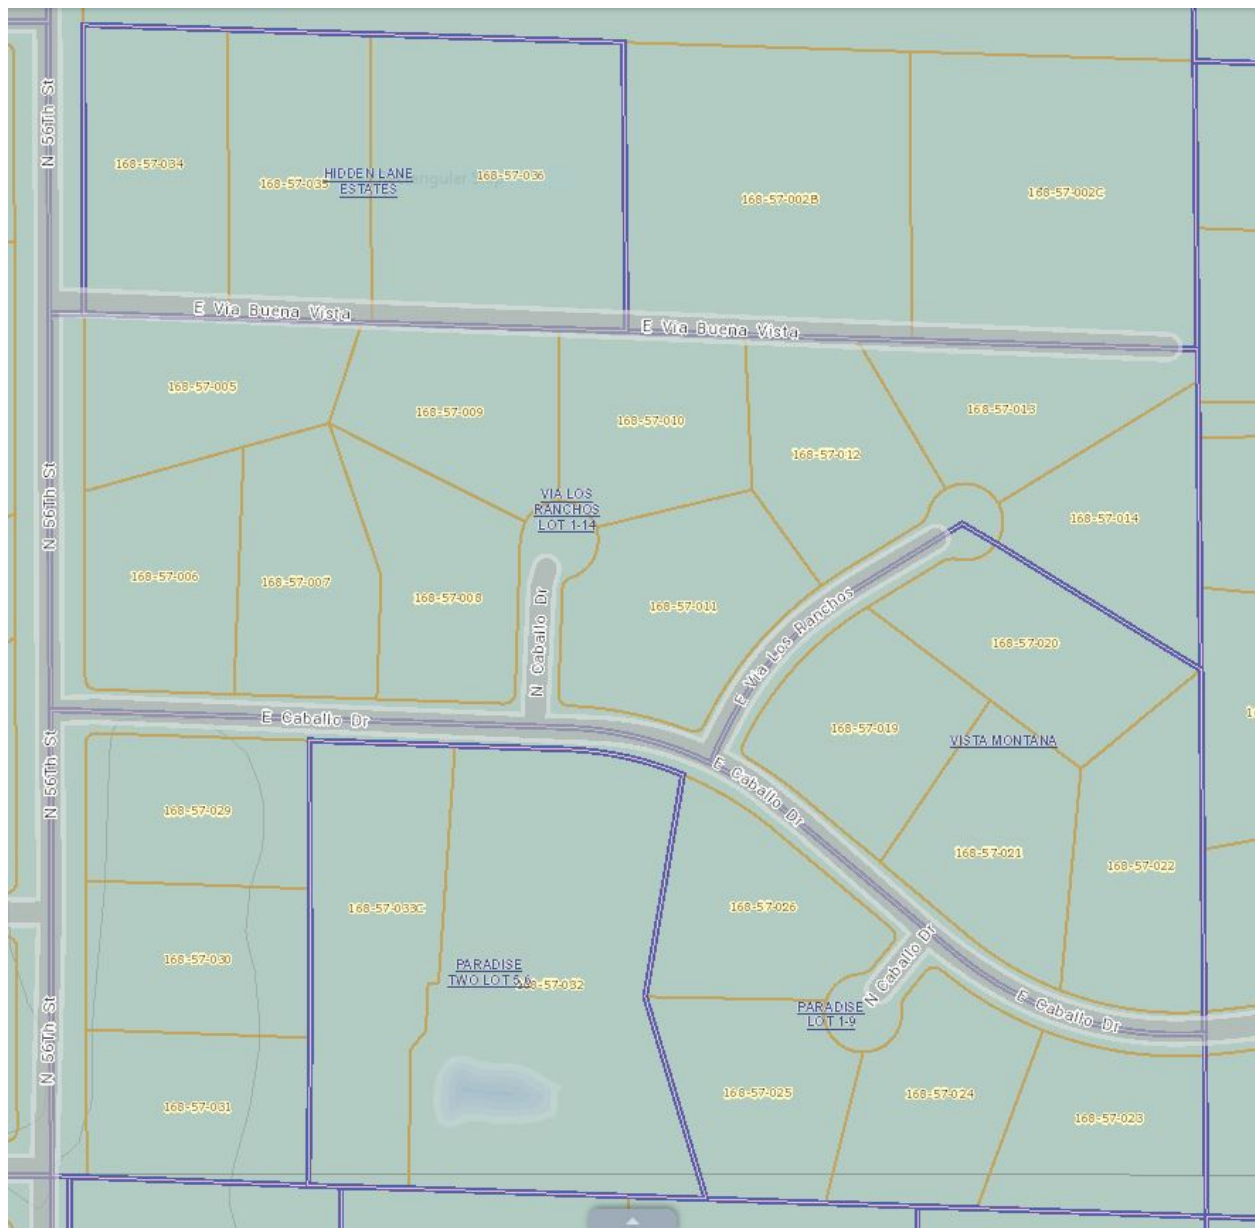 N 56Th St
168-57-034
168-57-035
HIDDEN LANE
ESTATES
168-57-036
168-57-002B
168-57-002C
E Via Buena Vista
E Via Buena Vista
N 56Th St
168-57-005
168-57-009
168-57-010
168-57-013
168-57-012
VIA LOS
RANCHOS
LOT 1-14
168-57-014
168-57-006
168-57-007
168-57-008
168-57-011
N Caballo Dr
E Via Los Ranchos
168-57-020
E Caballo Dr
168-57-019
VISTA MONTANA
N 56Th St
E Caballo Dr
168-57-029
168-57-021
168-57-022
168-57-033C
168-57-026
168-57-030
PARADISE
TWO LOT 5,6
168-57-032
N Caballo Dr
PARADISE
LOT 1-9
E Caballo Dr
N 56Th St
168-57-031
168-57-025
168-57-024
168-57-023